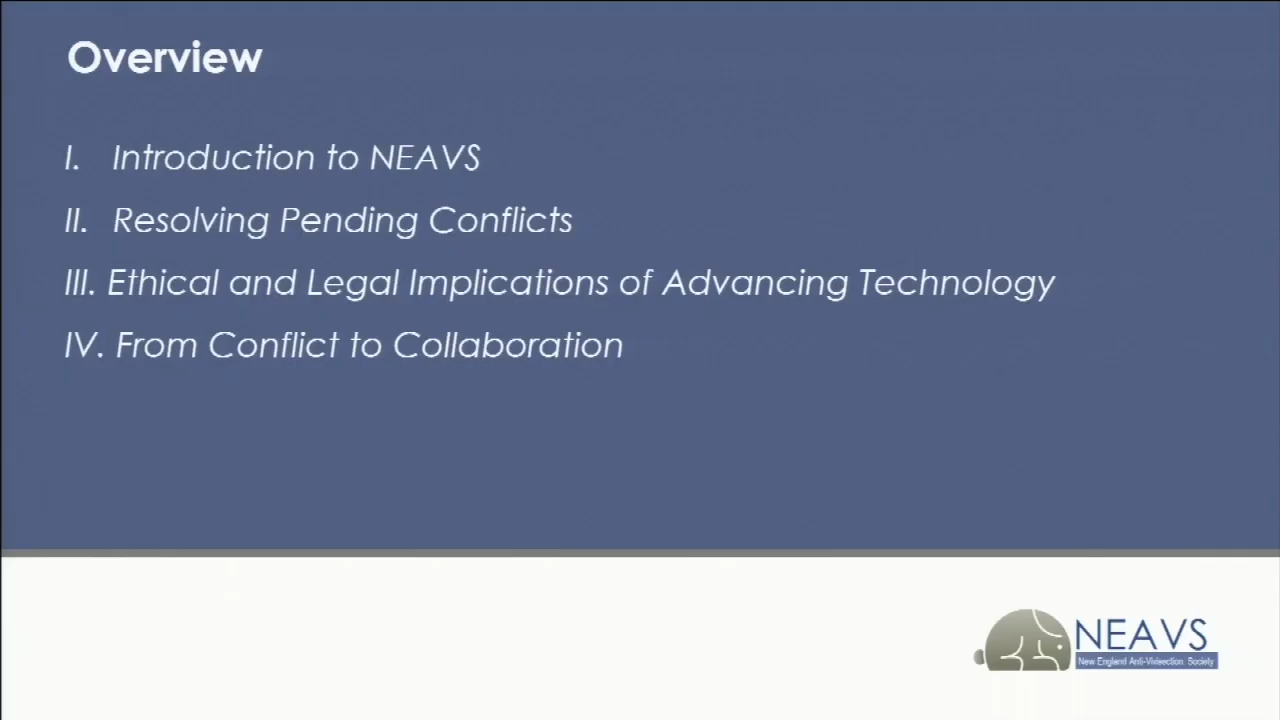 Overview
I. Introduction to NEAVS
II. Resolving Pending Conflicts
III. Ethical and Legal Implications of Advancing Technology
IV. From Conflict to Collaboration
NEAVS
New England Anti-Vivisection Society